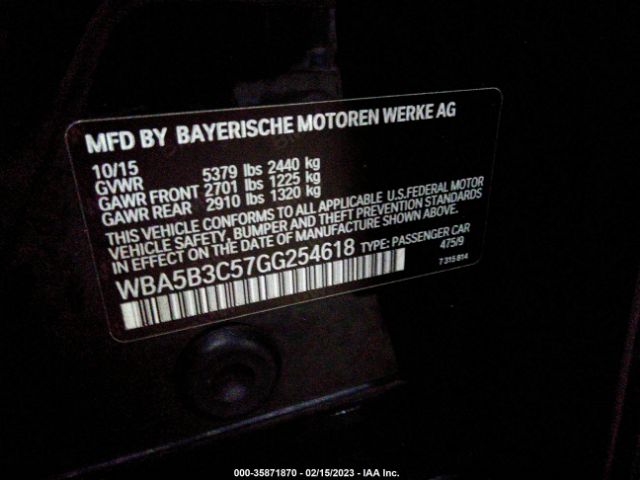 MFD BY BAYERISCHE MOTOREN WERKE AG
10/15
GVWR 5379 lbs 2440 kg
GAWR FRONT 2701 lbs 1225 kg
GAWR REAR 2910 lbs 1320 kg
THIS VEHICLE CONFORMS TO ALL APPLICABLE U.S.FEDERAL MOTOR
VEHICLE SAFETY, BUMPER AND THEFT PREVENTION STANDARDS
IN EFFECT ON THE DATE OF MANUFACTURE SHOWN ABOVE.
WBA5B3C57GG254618 TYPE: PASSENGER CAR
475/9
7 315 814
000-35871870 - 02/15/2023 - IAA Inc.